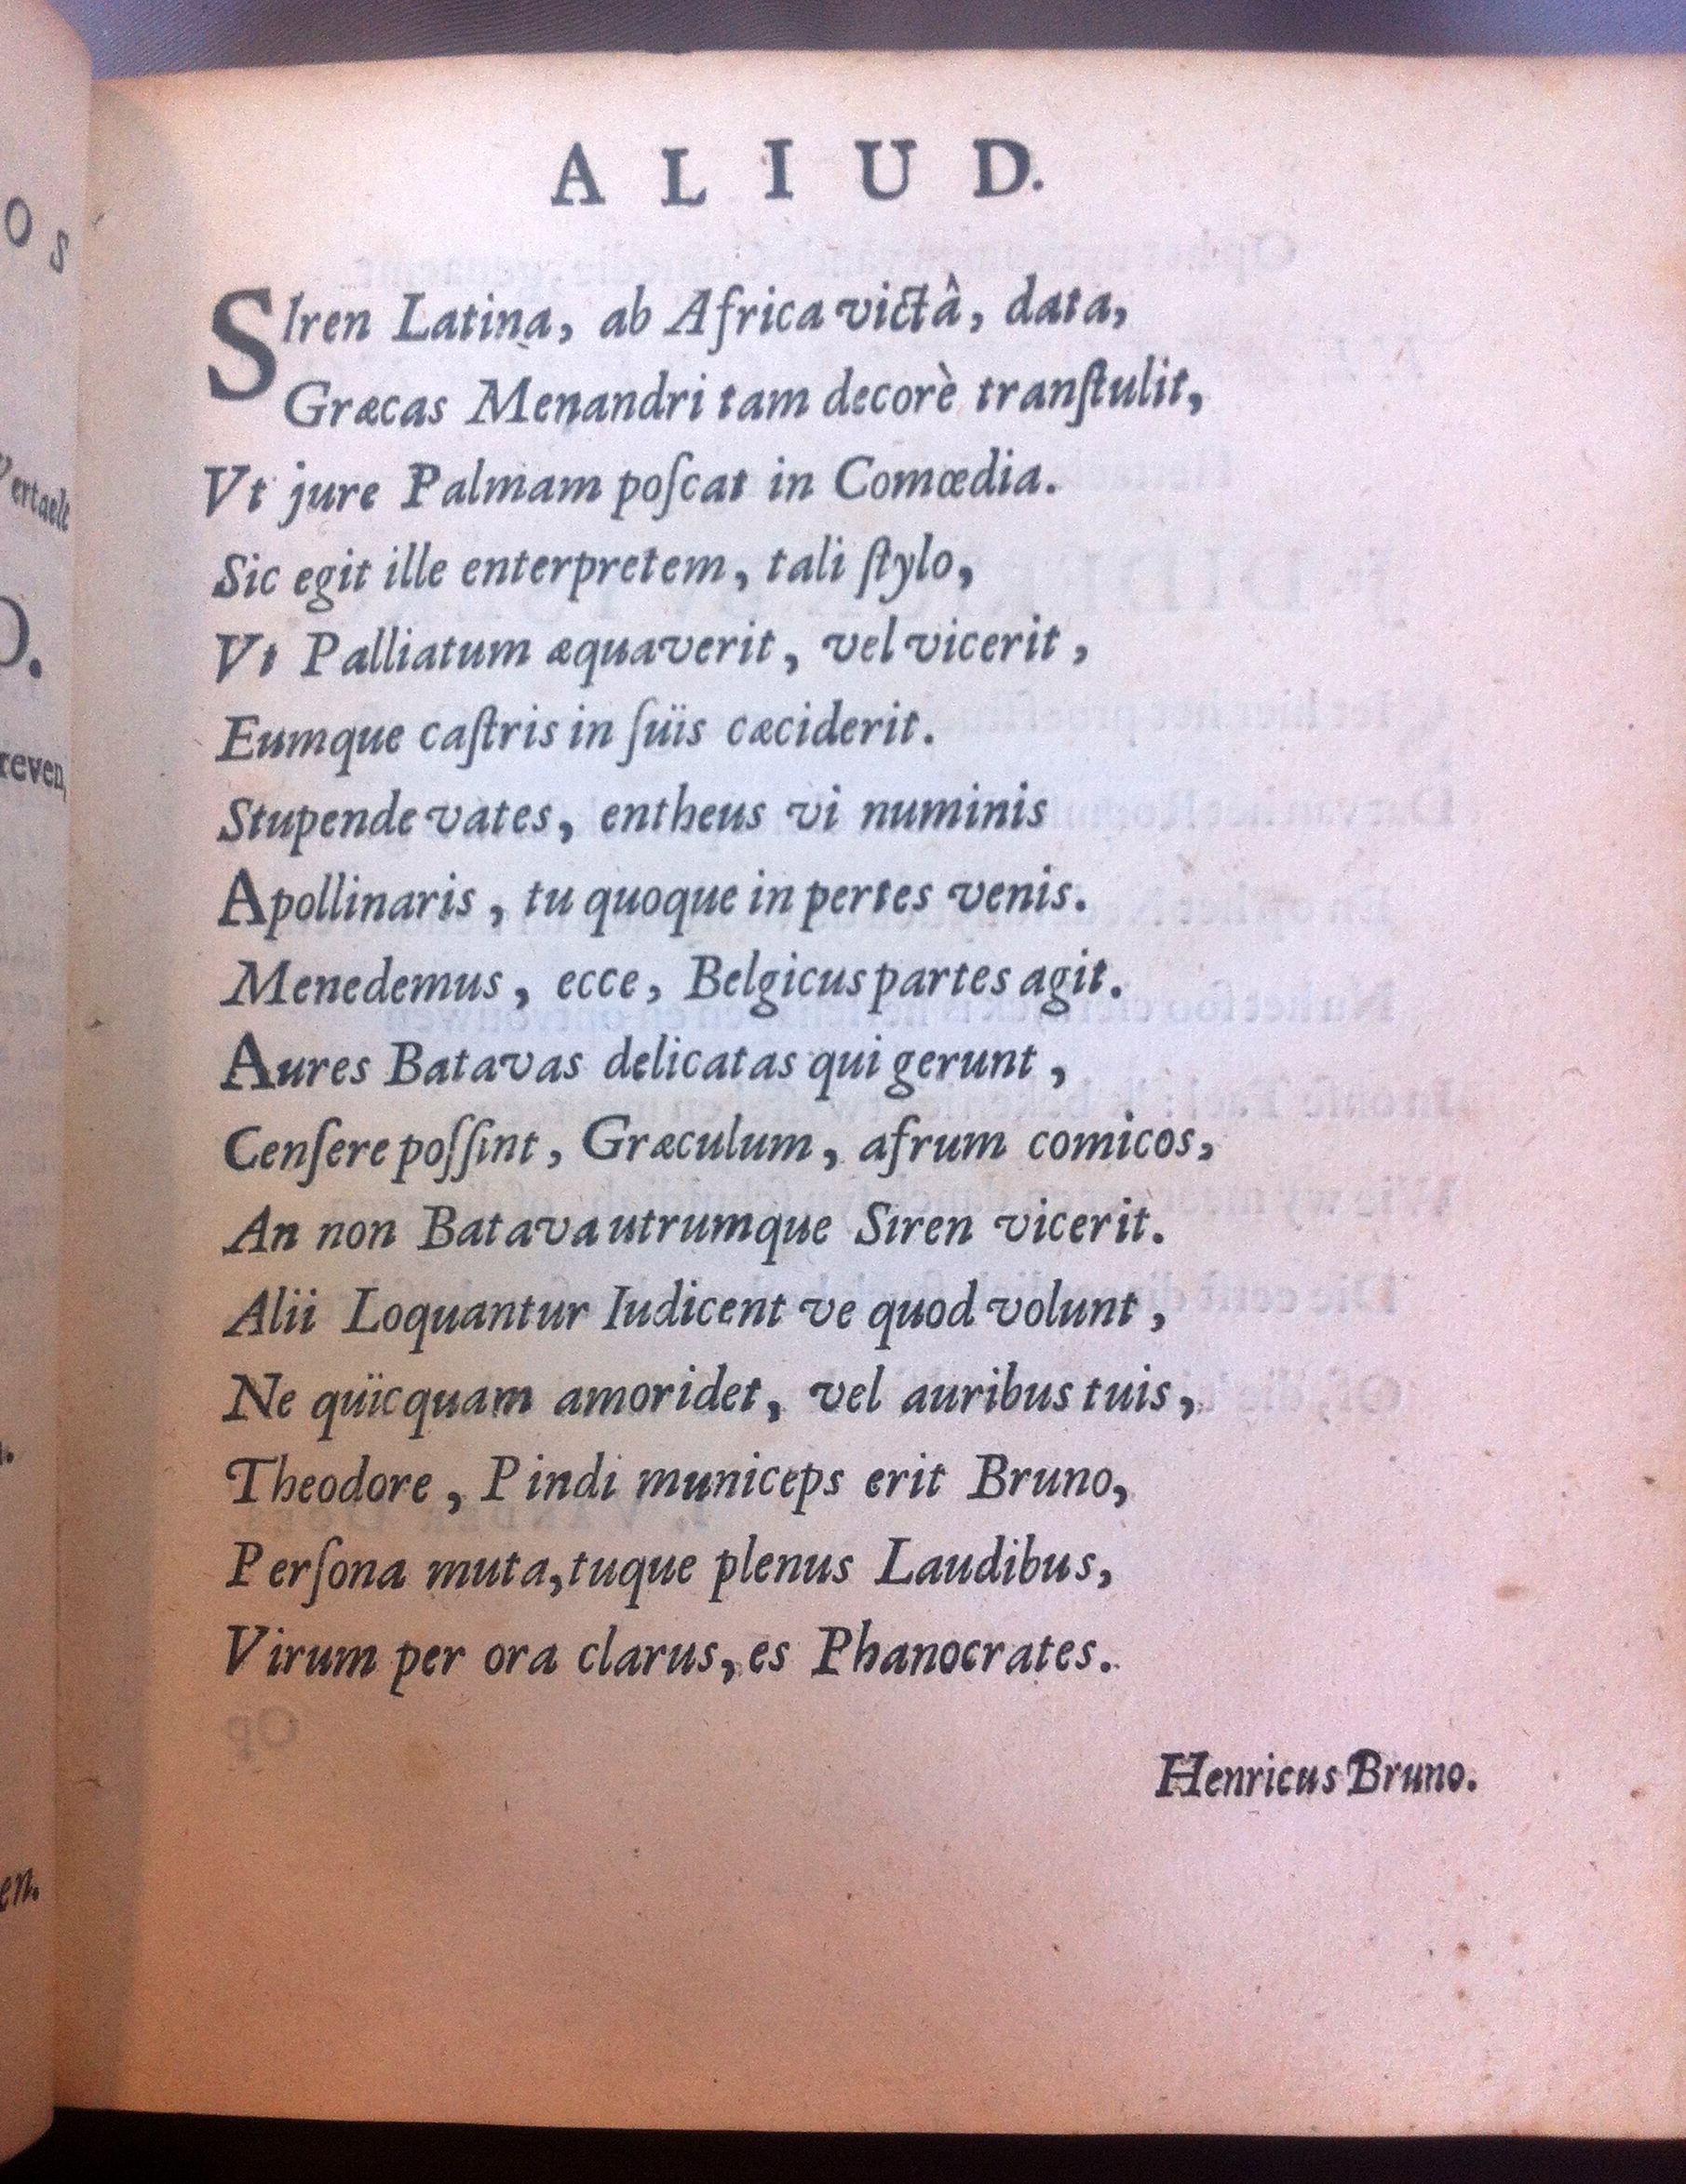 ALIUD.
SIren Latina, ab Africa victâ, data,
Græcas Menandri tam decorè tranſtulit,
Vt jure Palmam poſcat in Comœdia.
Sic egit ille enterpretem, tali ſtylo,
Vt Palliatum æquaverit, vel vicerit,
Eumque caſtris in ſüis cæciderit.
Stupende vates, entheus vi numinis
Apollinaris, tu quoque in pertes venis.
Menedemus, ecce, Belgicus partes agit.
Aures Batavas delicatas qui gerunt,
Cenſere poſſint, Græculum, afrum comicos,
An non Batava utrumque Siren vicerit.
Alii Loquantur Iudicent ve quod volunt,
Ne quïcquam amoridet, vel auribus tuis,
Theodore, Pindi municeps erit Bruno,
Perſona muta, tuque plenus Laudibus,
Virum per ora clarus, es Phanocrates.
Henricus Bruno.